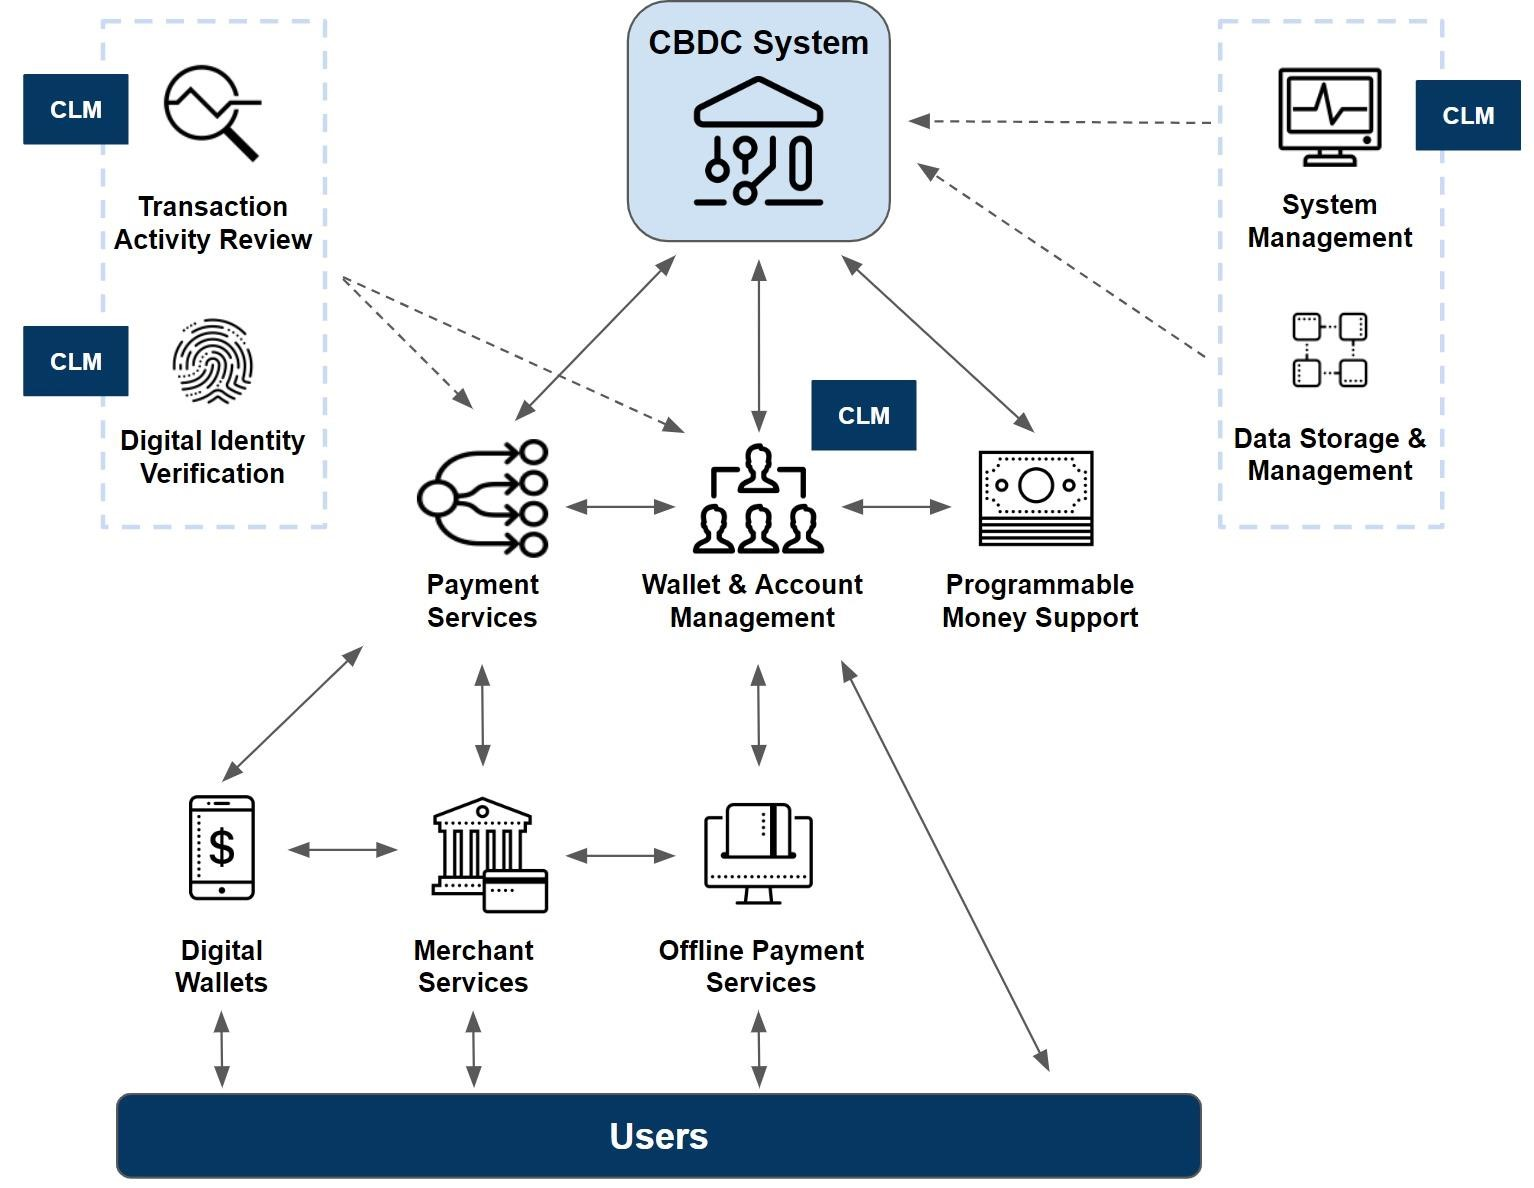 CBDC System
CLM
Transaction
Activity Review
CLM
System
Management
CLM
Digital Identity
Verification
Data Storage &
Management
CLM
Payment
Services
Wallet & Account
Management
Programmable
Money Support
$
Digital
Wallets
Merchant
Services
Offline Payment
Services
Users